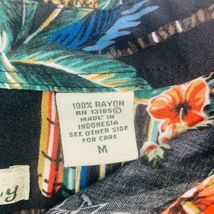 100% RAYON
RN 13185©
MADE IN
INDONESIA
SEE OTHER SIDE
FOR CARE
M